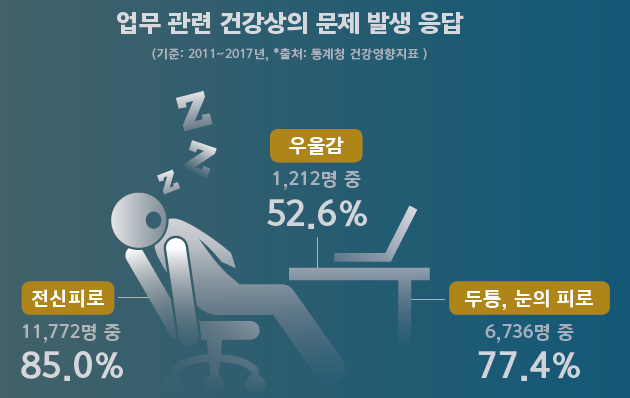 업무 관련 건강상의 문제 발생 응답
(기준: 2011~2017년, *출처: 통계청 건강영향지표 )
Z
Z
Z
우울감
1,212명 중
52.6%
전신피로
11,772명 중
85.0%
두통, 눈의 피로
6,736명 중
77.4%